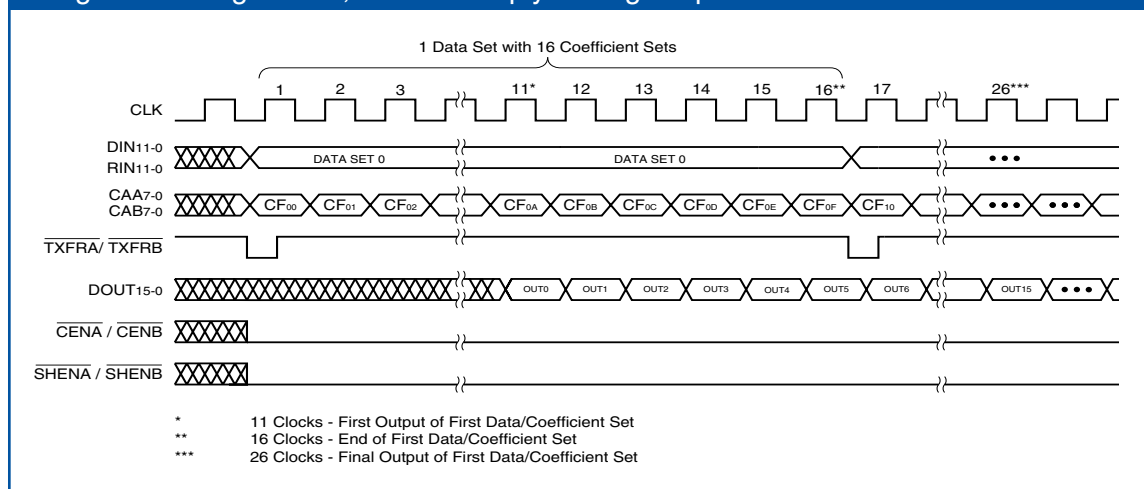 1 Data Set with 16 Coefficient Sets
1 2 3 11* 12 13 14 15 16** 17 26***
CLK
DIN11-0
RIN11-0
DATA SET 0 DATA SET 0 •••
CAA7-0
CAB7-0
CF00 CF01 CF02 CF0A CF0B CF0C CF0D CF0E CF0F CF10 ••• •••
TXFRA/ TXFRB
DOUT15-0 OUT0 OUT1 OUT2 OUT3 OUT4 OUT5 OUT6 OUT15 •••
CENA / CENB
SHENA / SHENB
* 11 Clocks - First Output of First Data/Coefficient Set
** 16 Clocks - End of First Data/Coefficient Set
*** 26 Clocks - Final Output of First Data/Coefficient Set